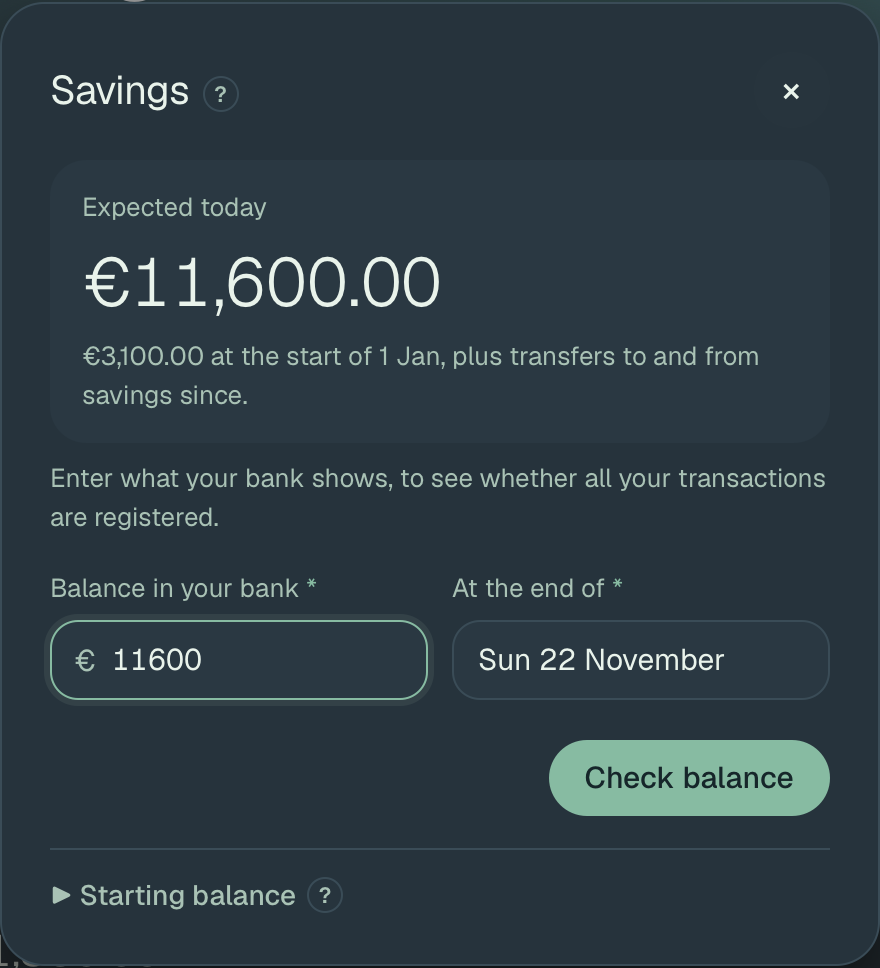 Savings ?
×
Expected today
€11,600.00
€3,100.00 at the start of 1 Jan, plus transfers to and from
savings since.
Enter what your bank shows, to see whether all your transactions
are registered.
Balance in your bank *
At the end of *
€ 11600
Sun 22 November
Check balance
Starting balance ?